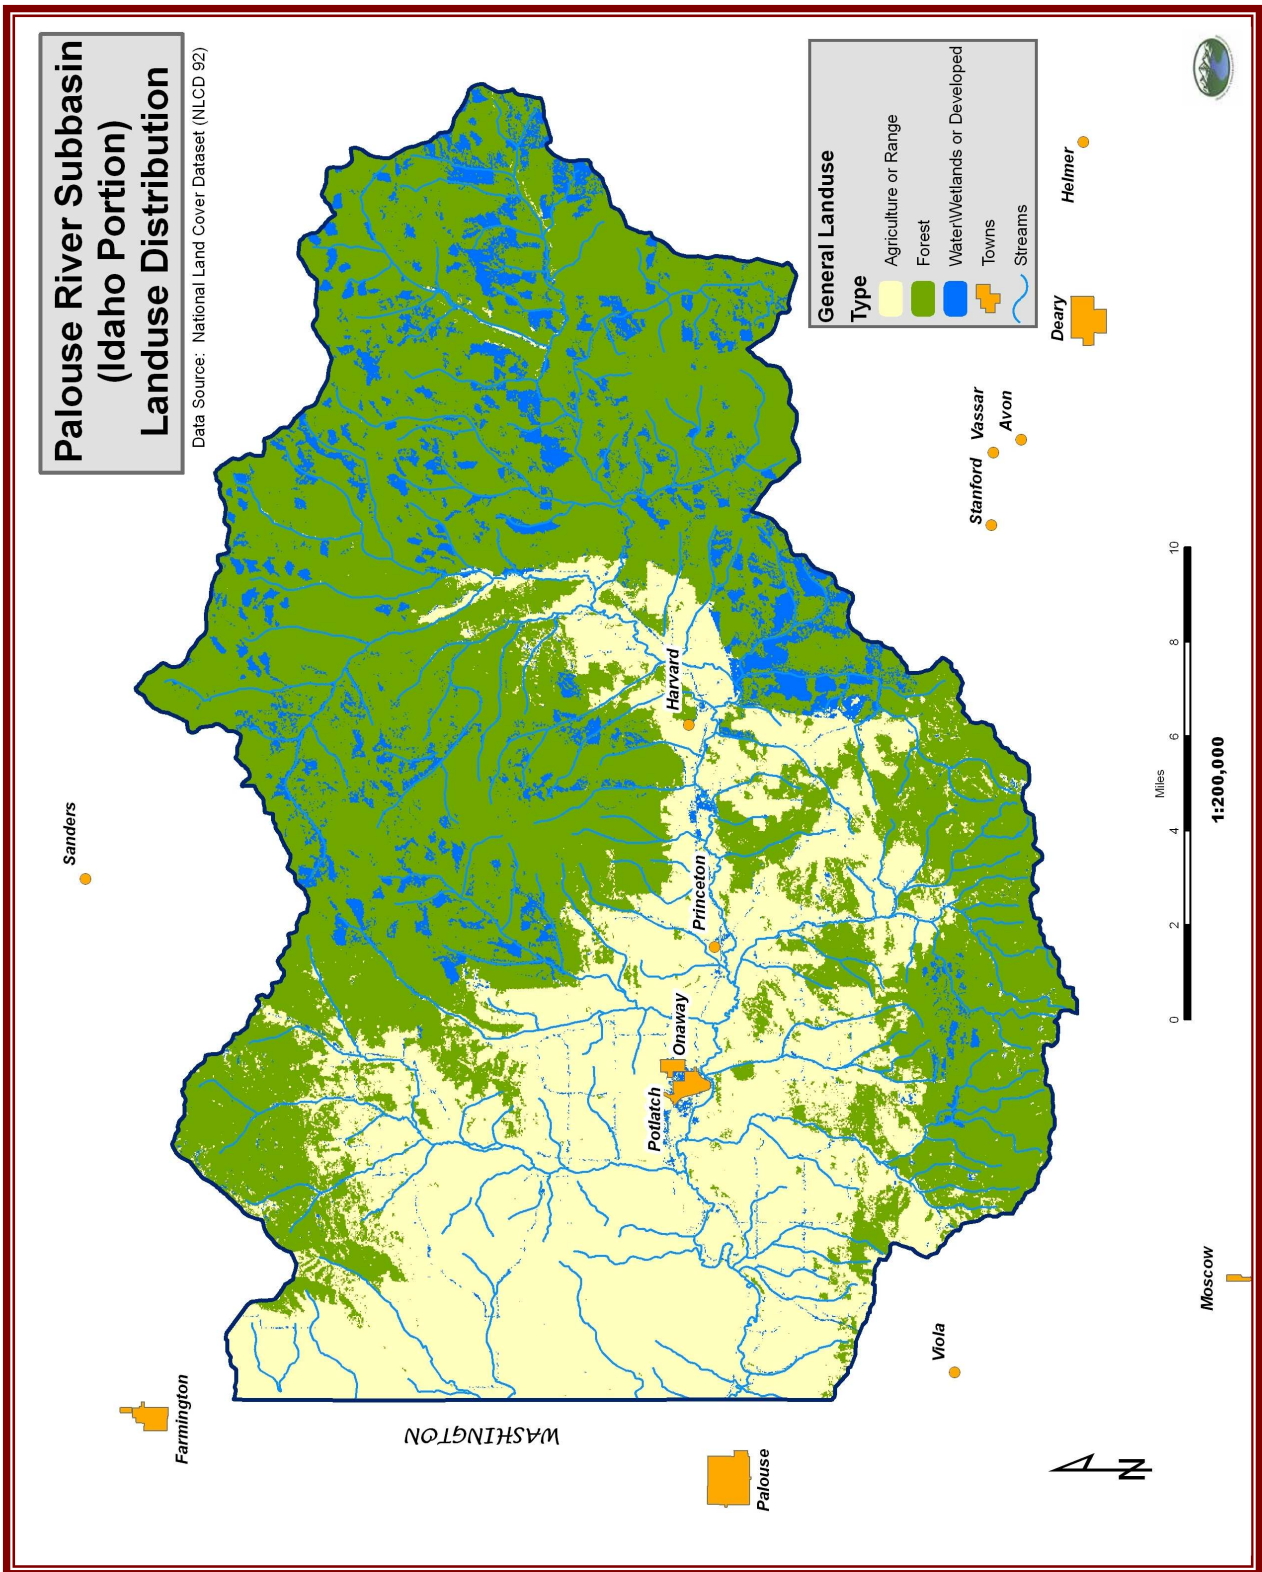 Palouse River Subbasin
(Idaho Portion)
Landuse Distribution
Data Source: National Land Cover Dataset (NLCD 92)
General Landuse
Type
Agriculture or Range
Forest
Water\Wetlands or Developed
Towns
Streams
Farmington
Sanders
WASHINGTON
Palouse
Potlatch
Onaway
Princeton
Harvard
Viola
Moscow
Stanford
Vassar
Avon
Deary
Helmer
N
Miles
0 2 4 6 8 10
1:200,000